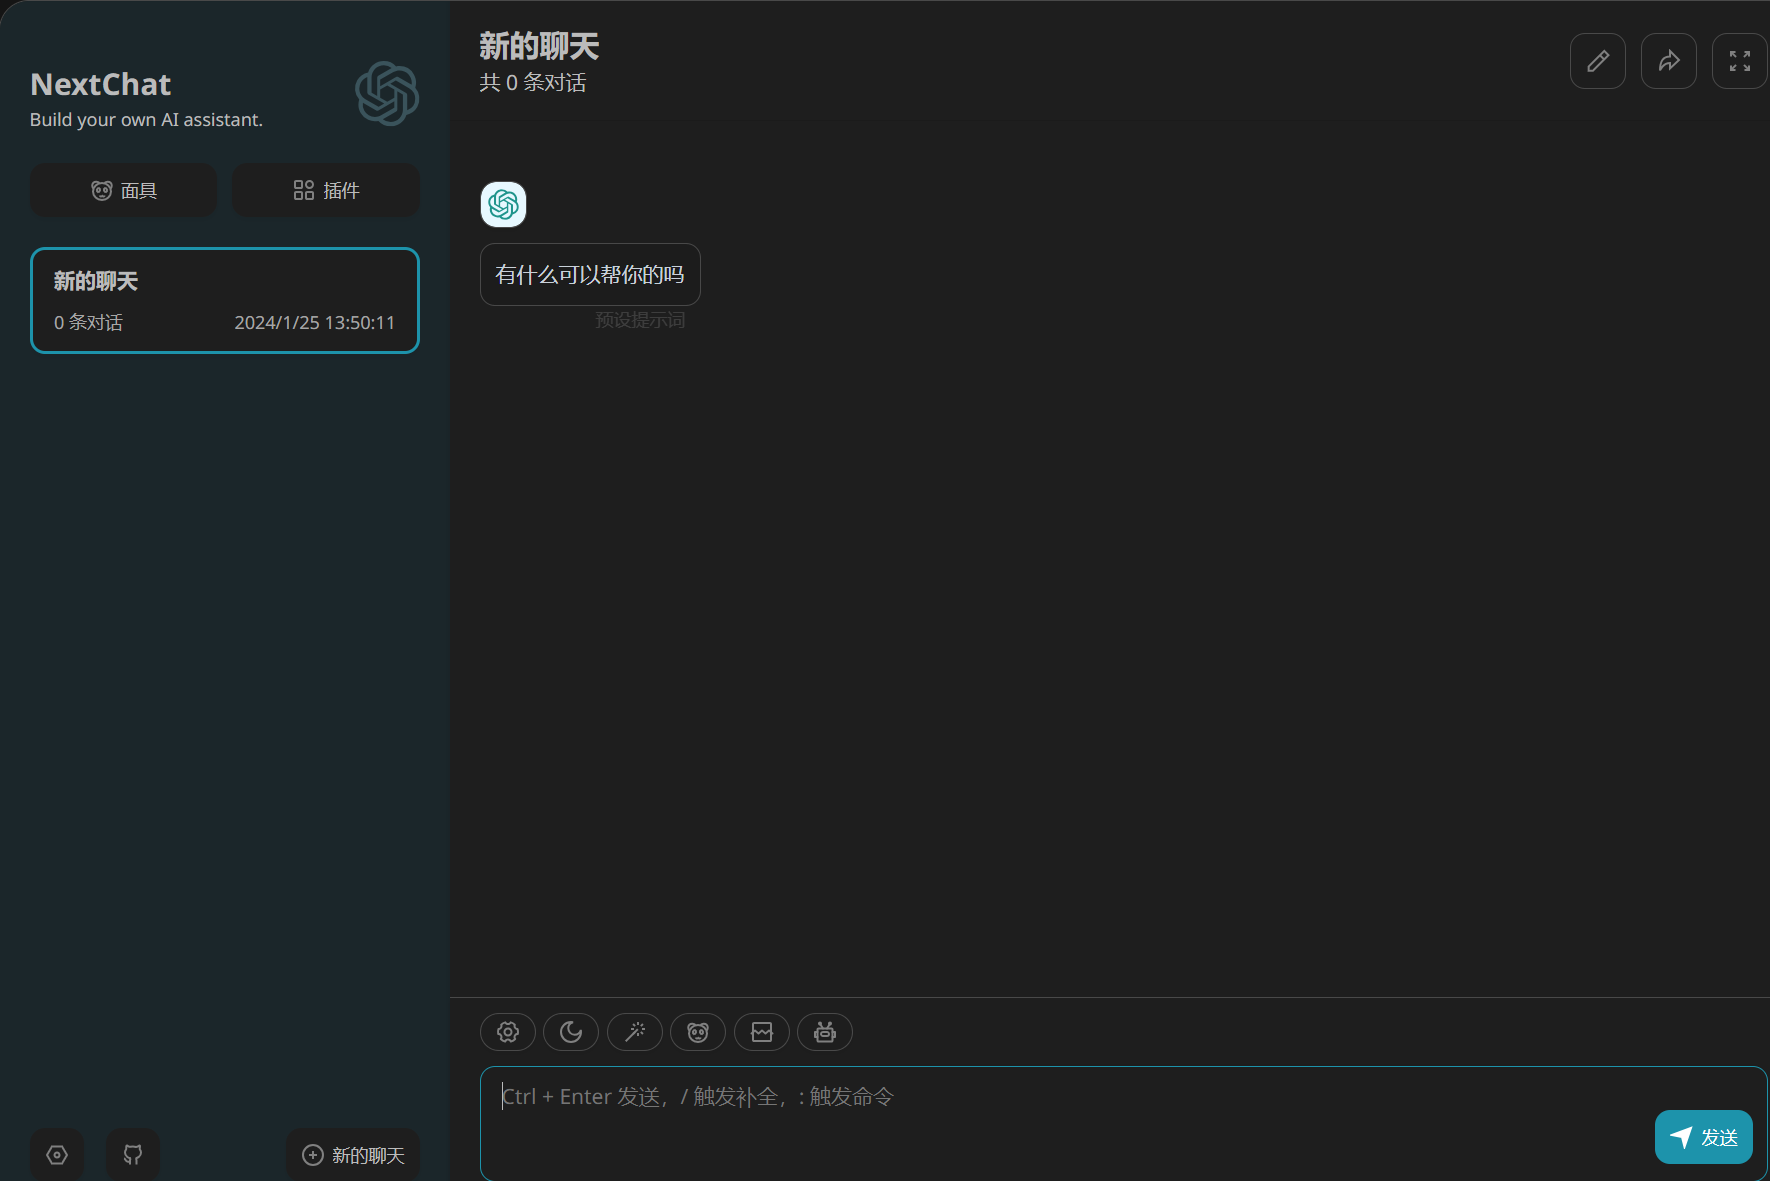 NextChat
Build your own AI assistant.
面具
插件
新的聊天
0 条对话
2024/1/25 13:50:11
新的聊天
新的聊天
共 0 条对话
有什么可以帮你的吗
预设提示词
Ctrl + Enter 发送，/ 触发补全，: 触发命令
发送